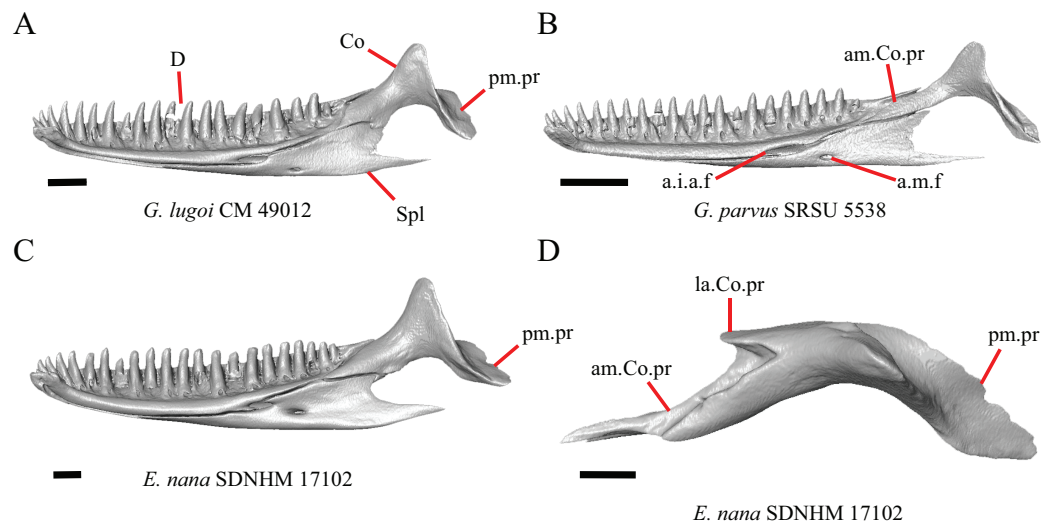 A
D
Co
pm.pr
Spl
G. lugoi CM 49012
B
am.Co.pr
a.i.a.f
a.m.f
G. parvus SRSU 5538
C
pm.pr
E. nana SDNHM 17102
D
la.Co.pr
am.Co.pr
pm.pr
E. nana SDNHM 17102